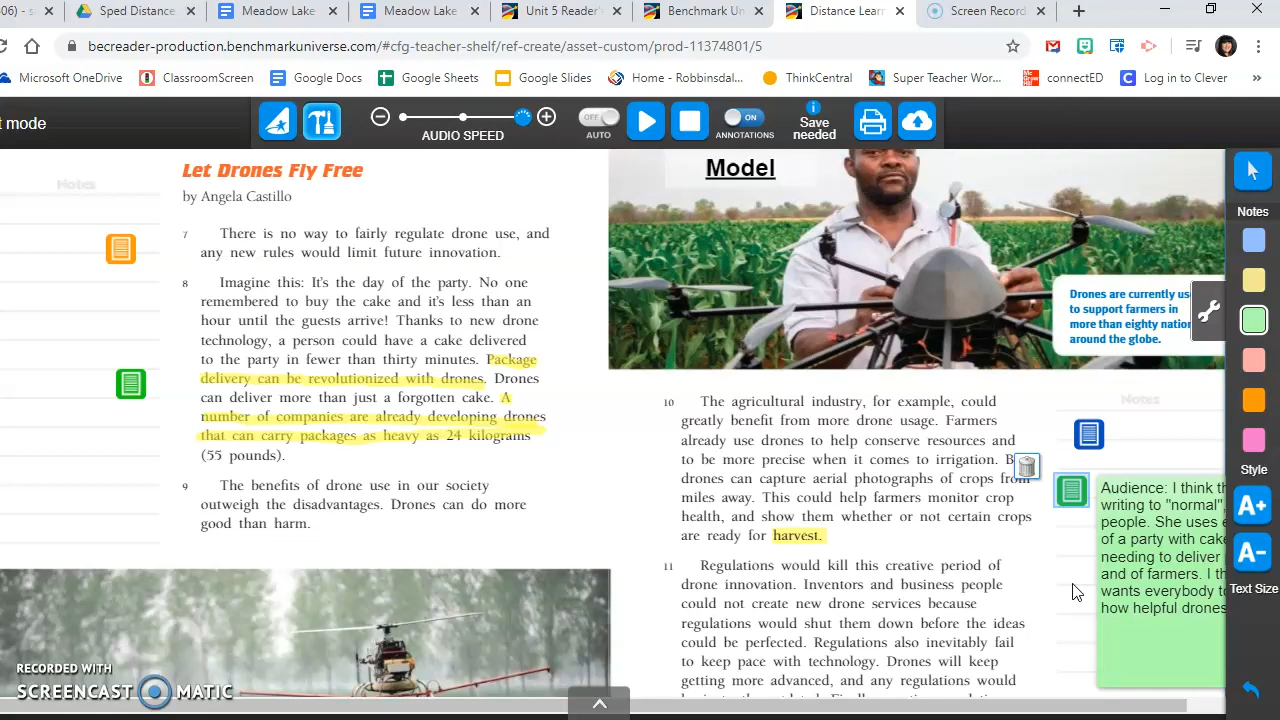 606) - s
Sped Distance
Meadow Lake
Meadow Lake
Unit 5 Reader'
Benchmark Un
Distance Learn
Screen Record
becreader-production.benchmarkuniverse.com/#cfg-teacher-shelf/ref-create/asset-custom/prod-11374801/5
Microsoft OneDrive
ClassroomScreen
Google Docs
Google Sheets
Google Slides
Home - Robbinsdal...
ThinkCentral
Super Teacher Wor...
connecED
Log in to Clever
t mode
AUDIO SPEED
OFF
AUTO
ON
ANNOTATIONS
Save
needed
Notes
Let Drones Fly Free
by Angela Castillo
7 There is no way to fairly regulate drone use, and
any new rules would limit future innovation.
8 Imagine this: It's the day of the party. No one
remembered to buy the cake and it's less than an
hour until the guests arrive! Thanks to new drone
technology, a person could have a cake delivered
to the party in fewer than thirty minutes. Package
delivery can be revolutionized with drones. Drones
can deliver more than just a forgotten cake. A
number of companies are already developing drones
that can carry packages as heavy as 24 kilograms
(55 pounds).
9 The benefits of drone use in our society
outweigh the disadvantages. Drones can do more
good than harm.
RECORDED WITH
SCREENCAST MATIC
Model
Drones are currently us
to support farmers in
more than eighty nation
around the globe.
10 The agricultural industry, for example, could
greatly benefit from more drone usage. Farmers
already use drones to help conserve resources and
to be more precise when it comes to irrigation. B
drones can capture aerial photographs of crops from
miles away. This could help farmers monitor crop
health, and show them whether or not certain crops
are ready for harvest.
11 Regulations would kill this creative period of
drone innovation. Inventors and business people
could not create new drone services because
regulations would shut them down before the ideas
could be perfected. Regulations also inevitably fail
to keep pace with technology. Drones will keep
getting more advanced, and any regulations would
Notes
Audience: I think th
writing to "normal",
people. She uses e
of a party with cake
needing to deliver
and of farmers. I th
wants everybody to
how helpful drones
Notes
Style
A+
A-
Text Size